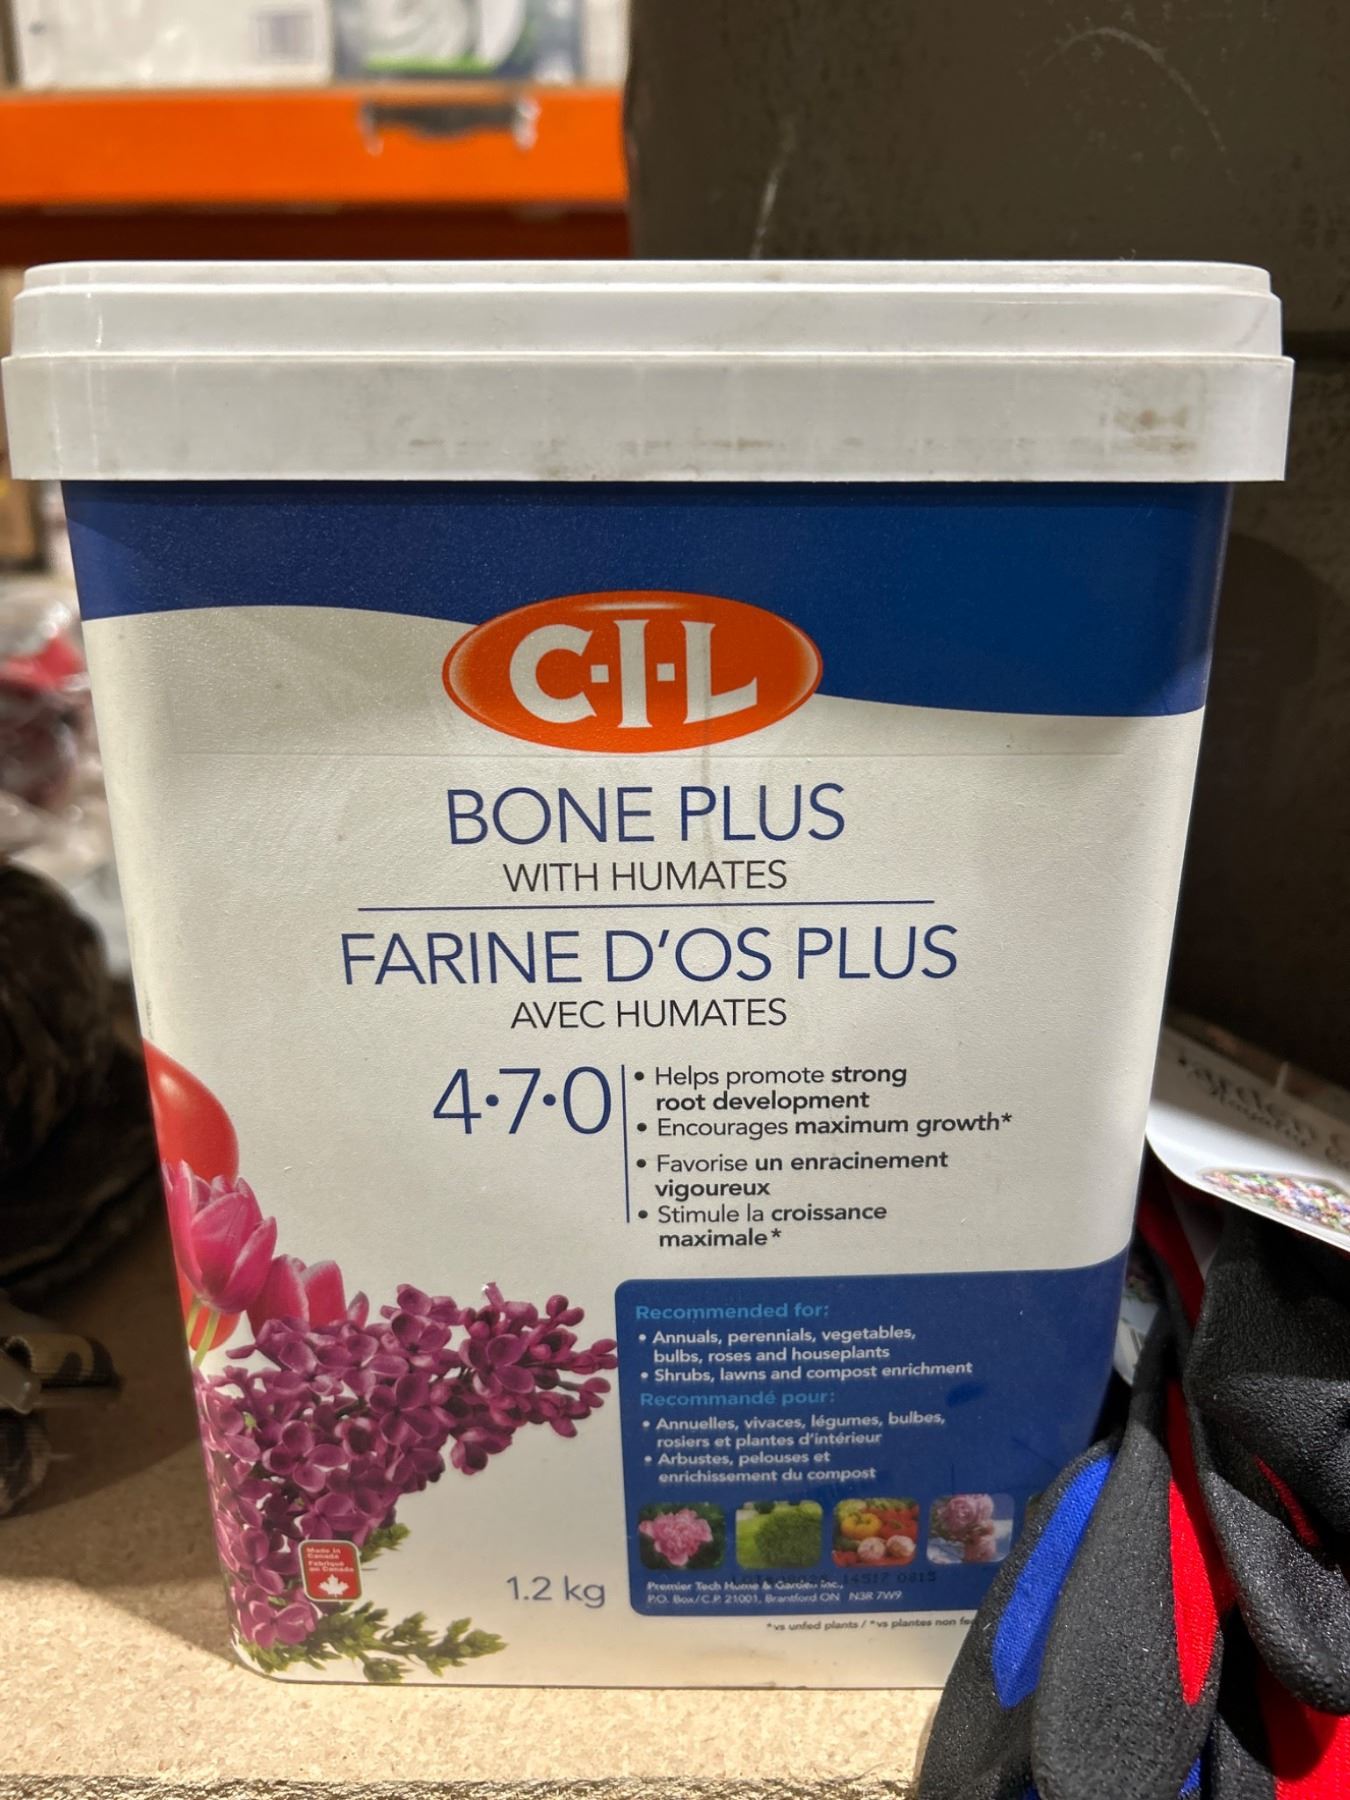 C·I·L
BONE PLUS
WITH HUMATES
FARINE D'OS PLUS
AVEC HUMATES
4·7·0
• Helps promote strong
root development
• Encourages maximum growth*
• Favorise un enracinement
vigoureux
• Stimule la croissance
maximale*
Recommended for:
• Annuals, perennials, vegetables,
bulbs, roses and houseplants
• Shrubs, lawns and compost enrichment
Recommandé pour:
• Annuelles, vivaces, légumes, bulbes,
rosiers et plantes d'intérieur
• Arbustes, pelouses et
enrichissement du compost
Made in
Canada
Fabriqué
au Canada
1.2 kg
14517 0815
Premier Tech Home & Garden Inc.,
P.O. Box/C.P. 21001, Brantford ON N3R 7W9
*vs unfed plants / *vs plantes non